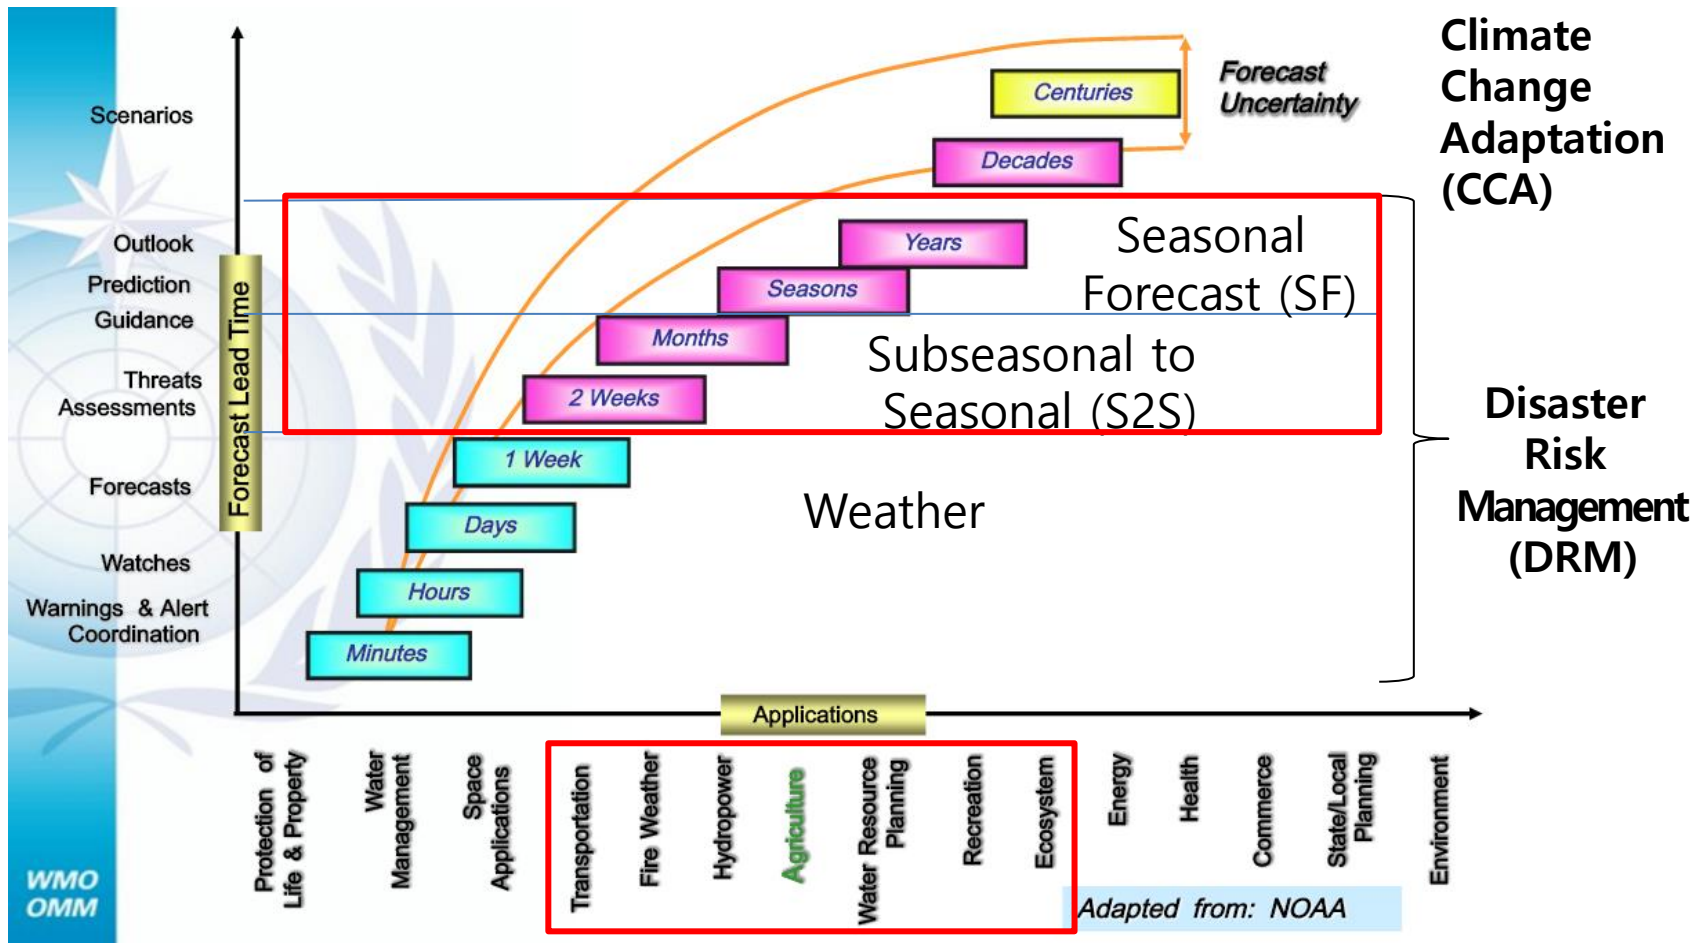 Climate
Change
Adaptation
(CCA)
Forecast
Uncertainty
Centuries
Scenarios
Decades
Outlook
Years
Seasonal
Forecast (SF)
Prediction
Seasons
Guidance
Months
Subseasonal to
Seasonal (S2S)
Threats
Assessments
2 Weeks
Forecast Lead Time
Disaster
Risk
Management
(DRM)
1 Week
Forecasts
Days
Weather
Watches
Hours
Warnings & Alert
Coordination
Minutes
Applications
Protection of
Life & Property
Water
Management
Space
Applications
Transportation
Fire Weather
Hydropower
Agriculture
Water Resource
Planning
Recreation
Ecosystem
Energy
Health
Commerce
State/Local
Planning
Environment
WMO
OMM
Adapted from: NOAA